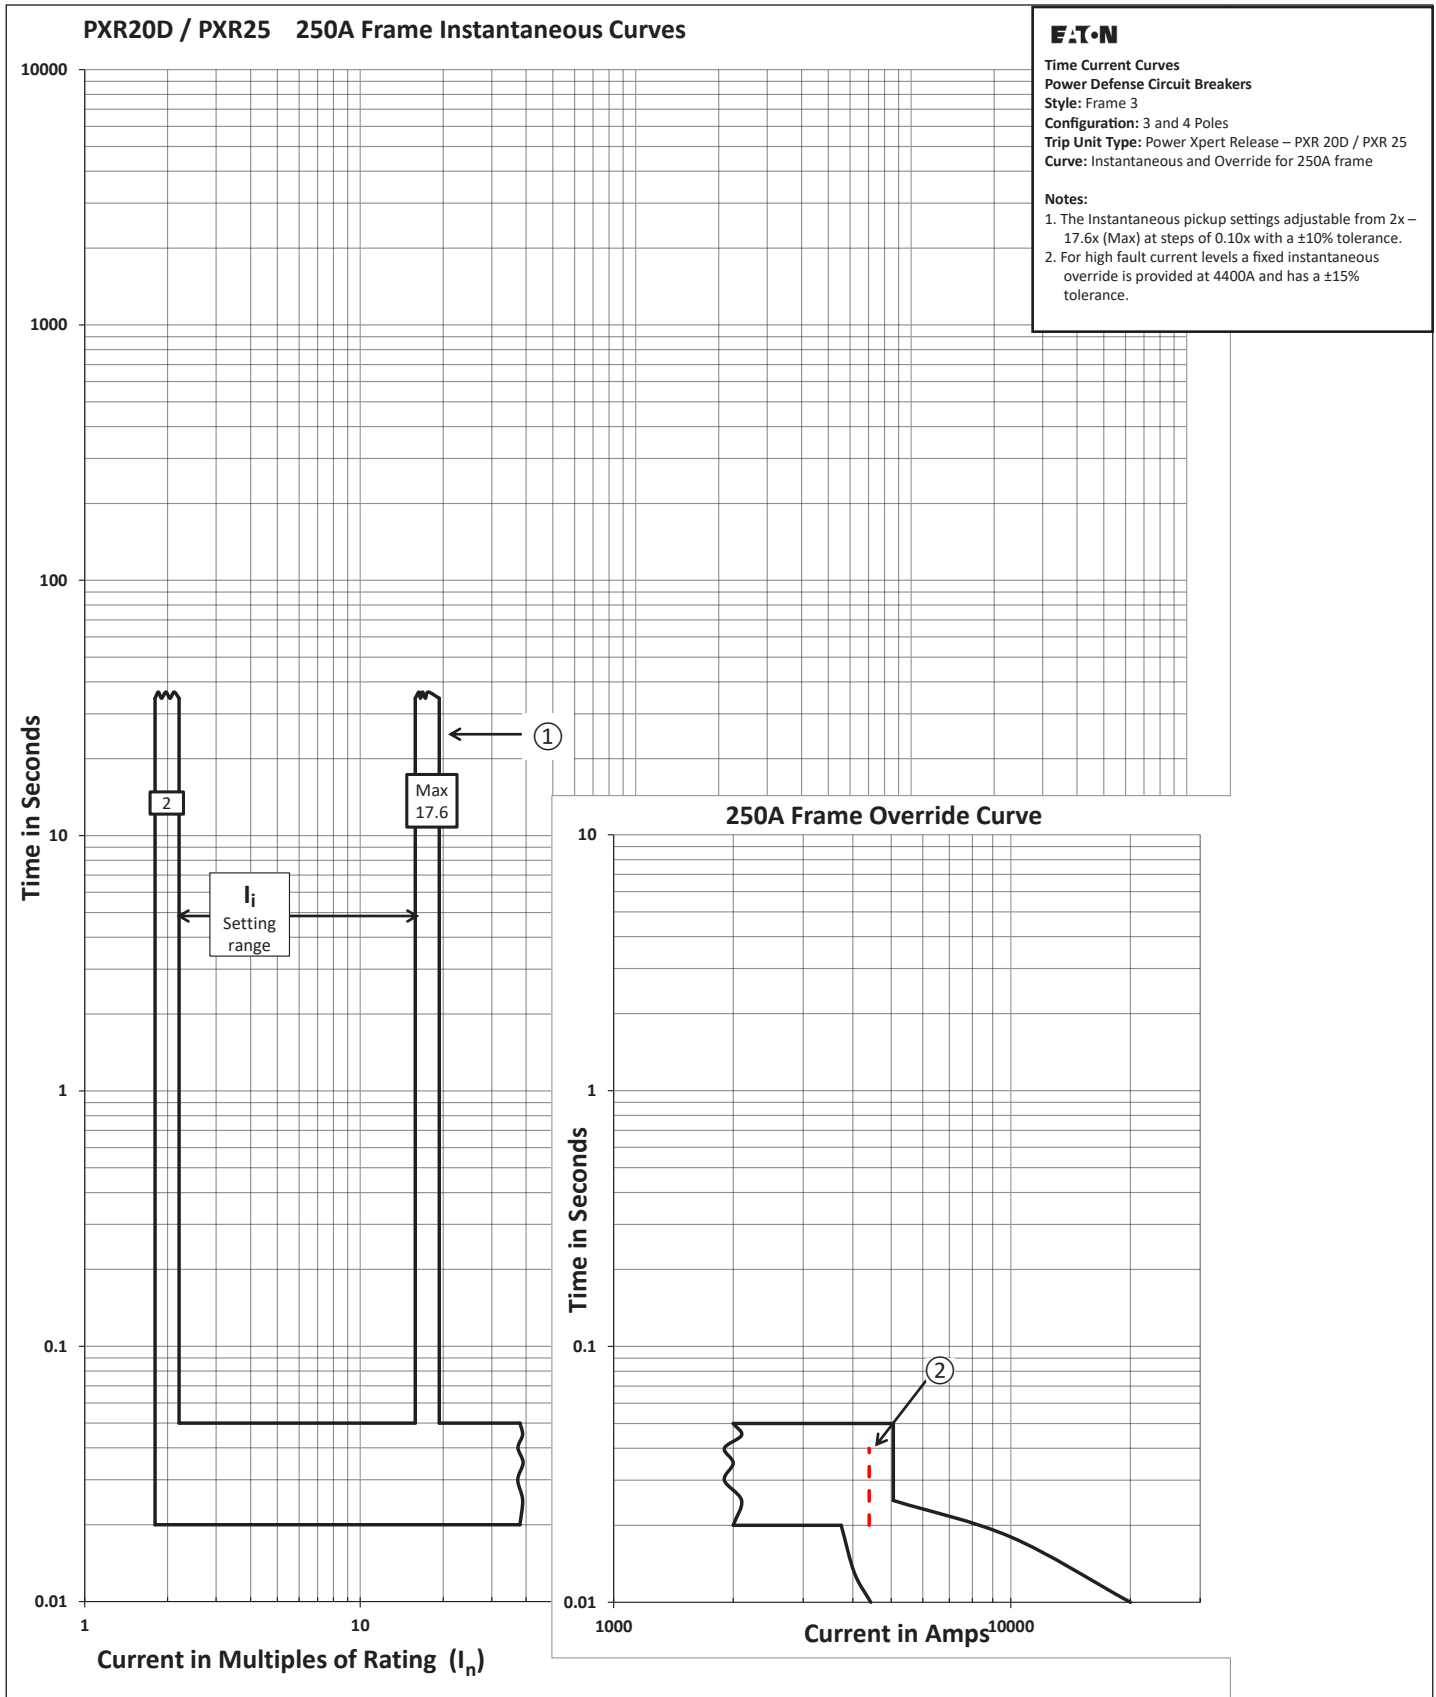 PXR20D / PXR25 250A Frame Instantaneous Curves
EATON
Time Current Curves
Power Defense Circuit Breakers
Style: Frame 3
Configuration: 3 and 4 Poles
Trip Unit Type: Power Xpert Release – PXR 20D / PXR 25
Curve: Instantaneous and Override for 250A frame
Notes:
1. The Instantaneous pickup settings adjustable from 2x –
17.6x (Max) at steps of 0.10x with a ±10% tolerance.
2. For high fault current levels a fixed instantaneous
override is provided at 4400A and has a ±15%
tolerance.
10000
1000
100
10
1
0.1
0.01
Time in Seconds
1
10
Current in Multiples of Rating (In)
2
Max
17.6
1
Ii
Setting
range
250A Frame Override Curve
10
1
0.1
0.01
Time in Seconds
2
1000
10000
Current in Amps